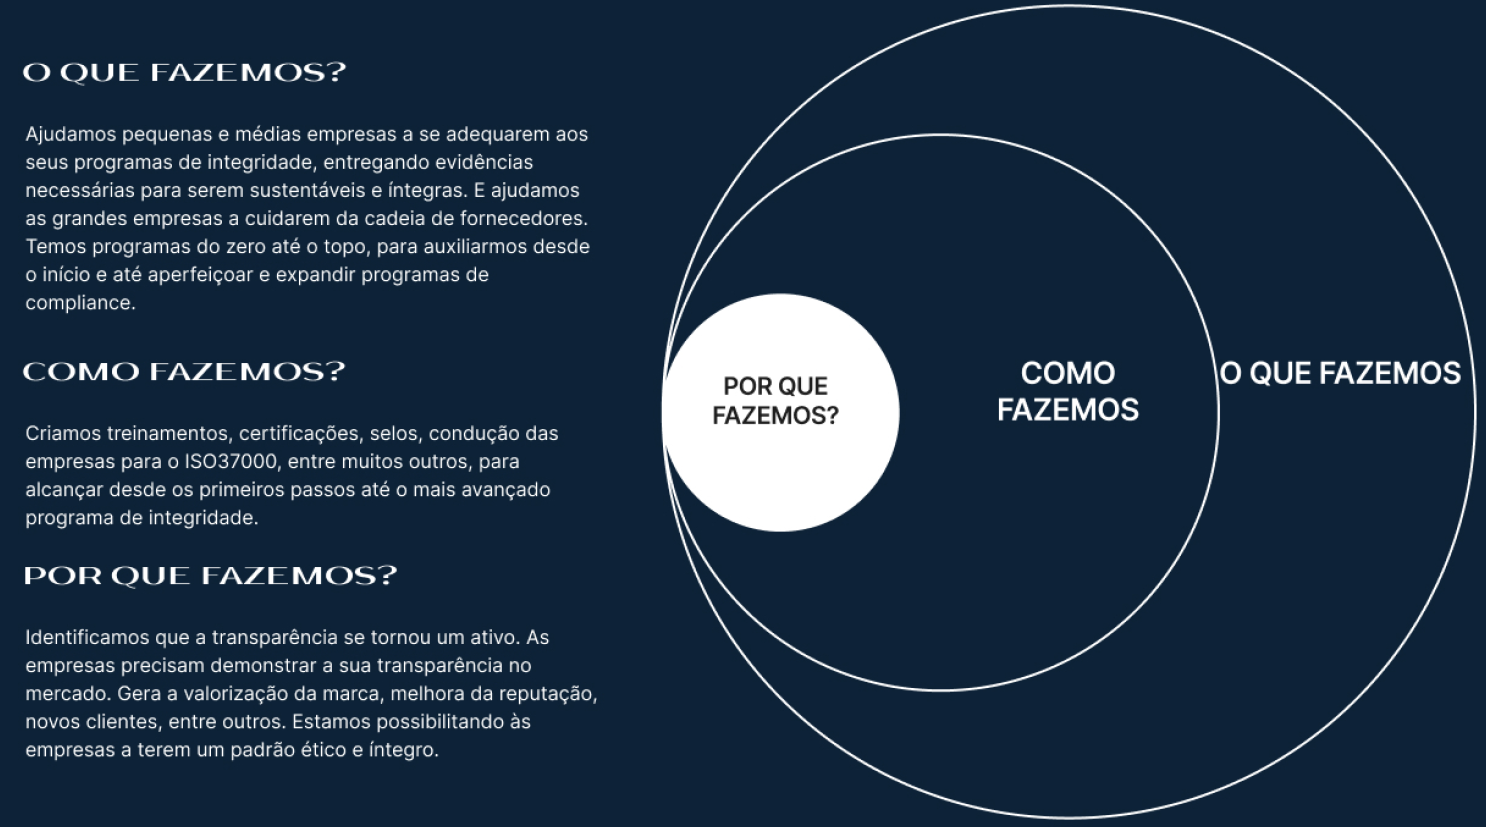 O QUE FAZEMOS?
Ajudamos pequenas e médias empresas a se adequarem aos
seus programas de integridade, entregando evidências
necessárias para serem sustentáveis e íntegras. E ajudamos
as grandes empresas a cuidarem da cadeia de fornecedores.
Temos programas do zero até o topo, para auxiliarmos desde
o início e até aperfeiçoar e expandir programas de
compliance.
COMO FAZEMOS?
Criamos treinamentos, certificações, selos, condução das
empresas para o ISO37000, entre muitos outros, para
alcançar desde os primeiros passos até o mais avançado
programa de integridade.
POR QUE FAZEMOS?
Identificamos que a transparência se tornou um ativo. As
empresas precisam demonstrar a sua transparência no
mercado. Gera a valorização da marca, melhora da reputação,
novos clientes, entre outros. Estamos possibilitando às
empresas a terem um padrão ético e íntegro.
POR QUE
FAZEMOS?
COMO
FAZEMOS
O QUE FAZEMOS